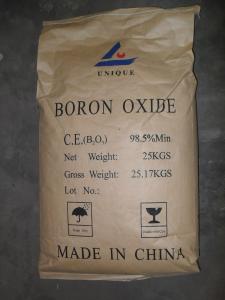 UNIQUE
BORON OXIDE
C.E.(B₂O₃) 98.5%Min
Net Weight: 25KGS
Gross Weight: 25.17KGS
Lot No.:
MADE IN CHINA